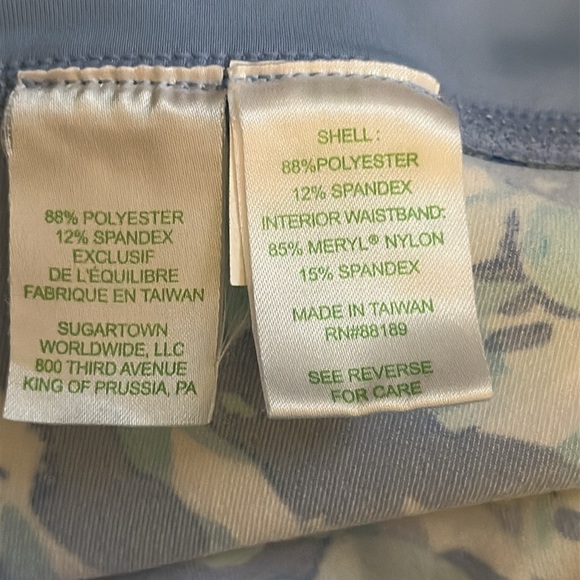 88% POLYESTER
12% SPANDEX
EXCLUSIF
DE L'ÉQUILIBRE
FABRIQUE EN TAIWAN
SUGARTOWN
WORLDWIDE, LLC
800 THIRD AVENUE
KING OF PRUSSIA, PA
SHELL:
88%POLYESTER
12% SPANDEX
INTERIOR WAISTBAND:
85% MERYL® NYLON
15% SPANDEX
MADE IN TAIWAN
RN#88189
SEE REVERSE
FOR CARE